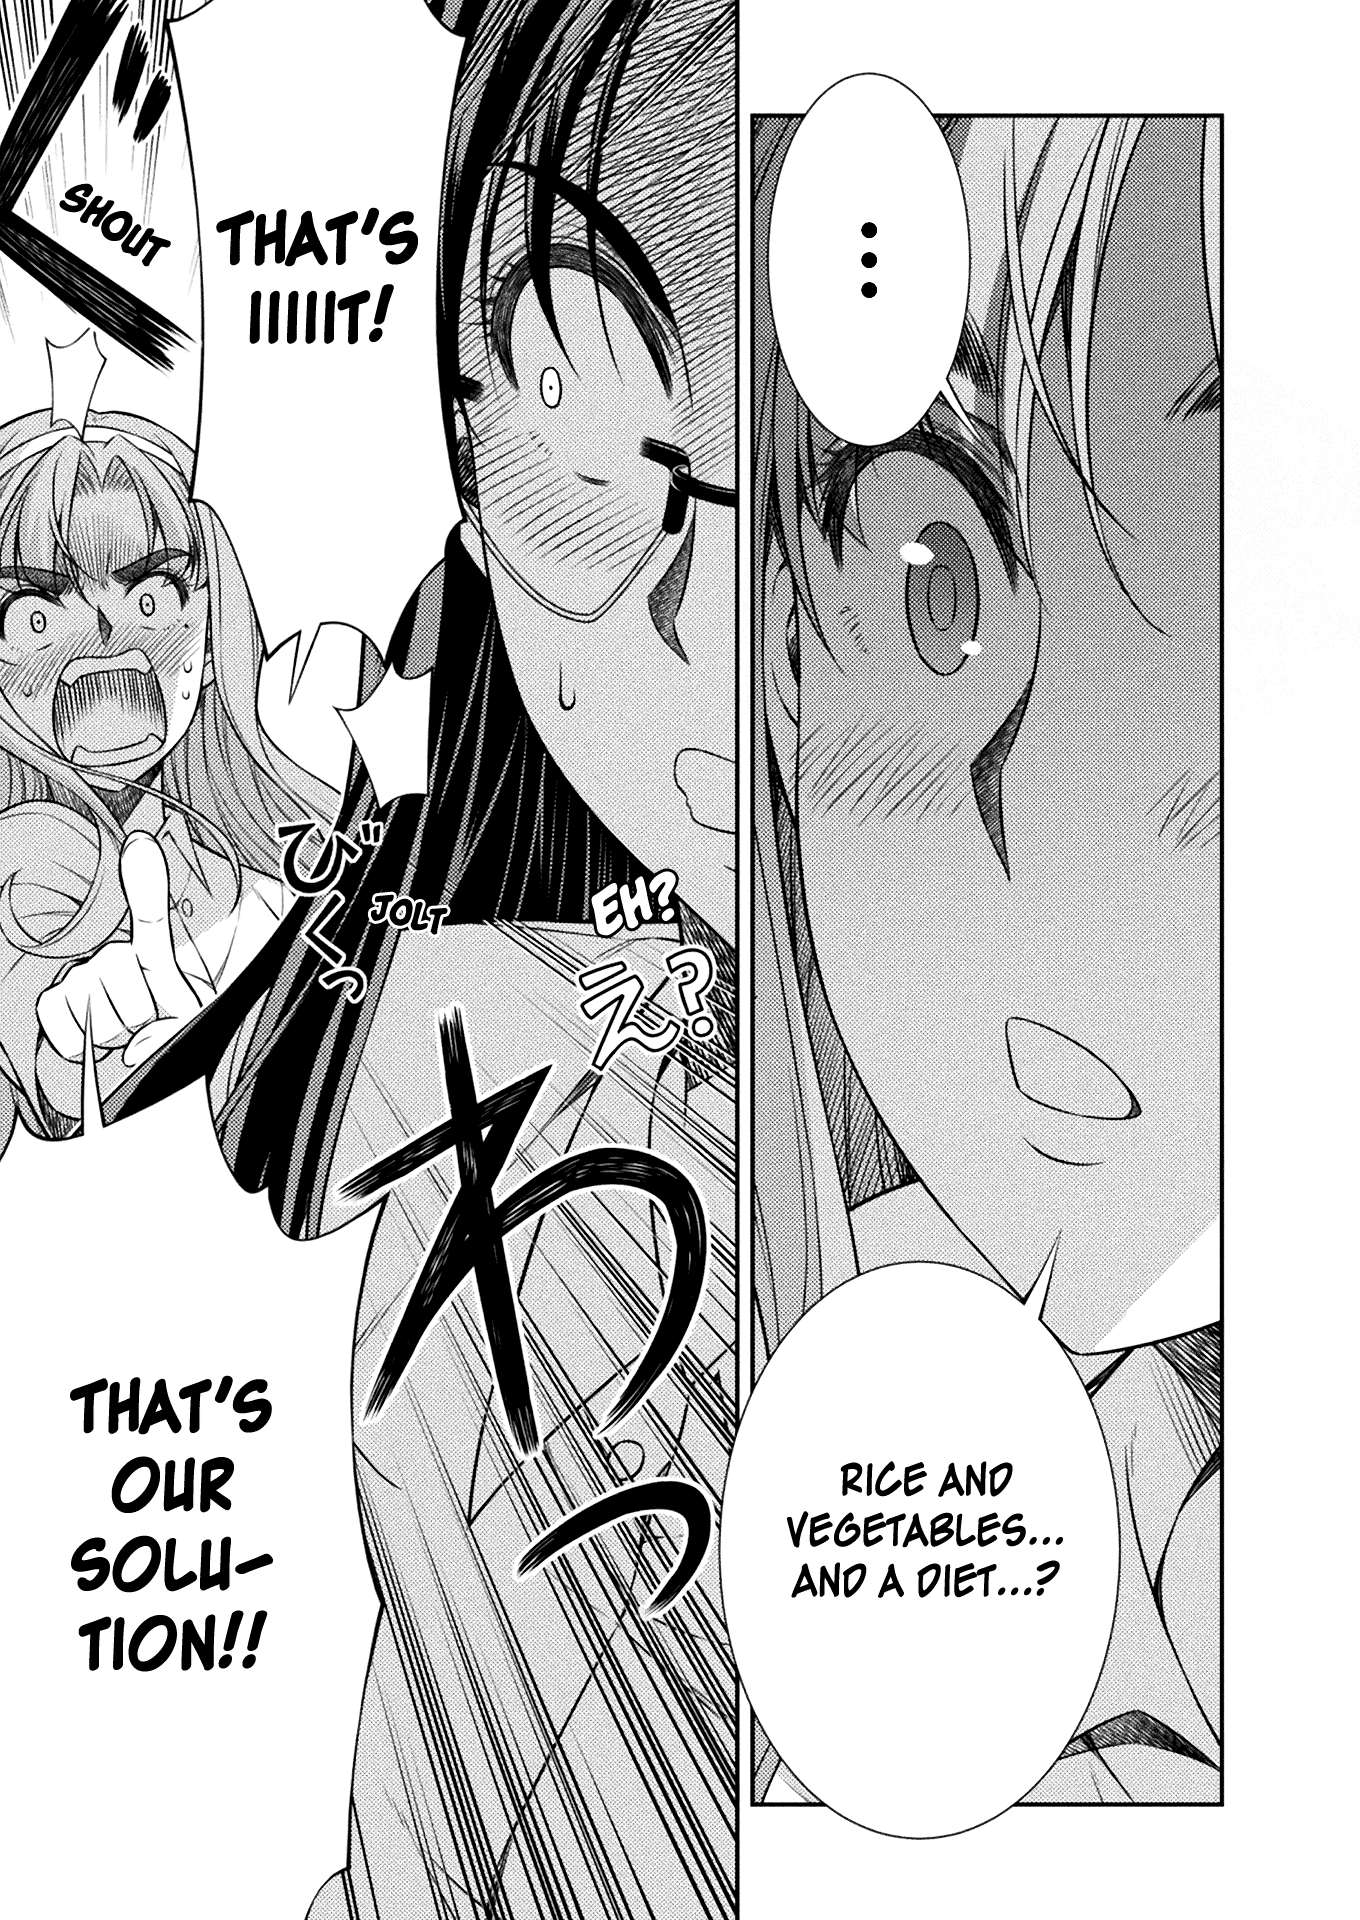 ...
RICE AND
VEGETABLES...
AND A DIET...?
THAT'S
IIIIIT!
SHOUT
EH?
え?
JOLT
びくっ
わっ
THAT'S
OUR
SOLU-
TION!!